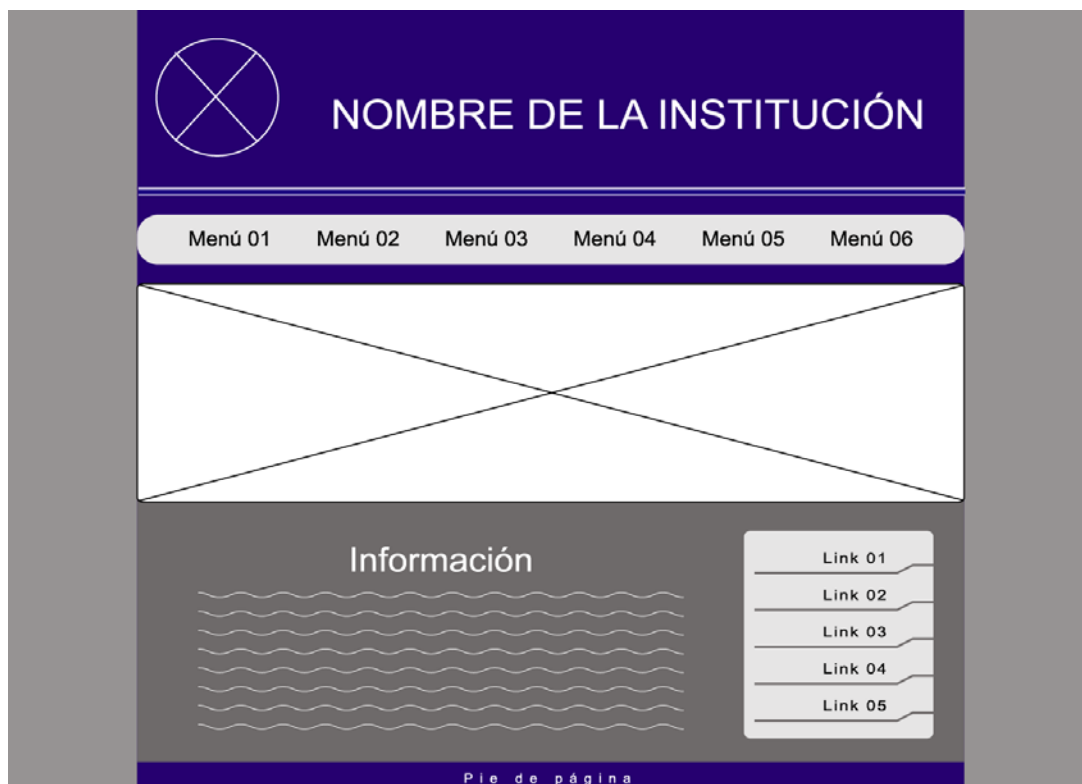 NOMBRE DE LA INSTITUCIÓN
Menú 01 Menú 02 Menú 03 Menú 04 Menú 05 Menú 06
Información
Link 01
Link 02
Link 03
Link 04
Link 05
Pie de página